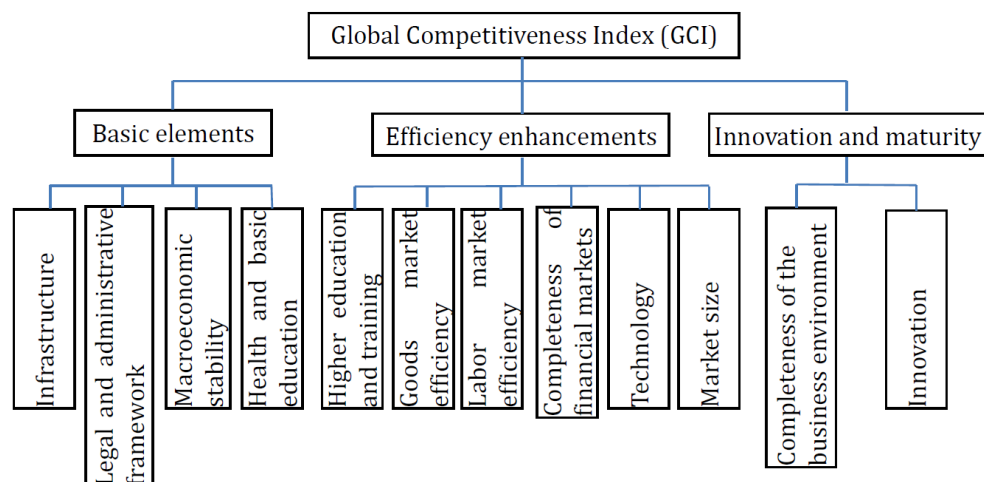 Global Competitiveness Index (GCI)
Basic elements
Efficiency enhancements
Innovation and maturity
Infrastructure
Legal and administrative
framework
Macroeconomic
stability
Health and basic
education
Higher education
and training
Goods market
efficiency
Labor market
efficiency
Completeness of
financial markets
Technology
Market size
Completeness of the
business environment
Innovation